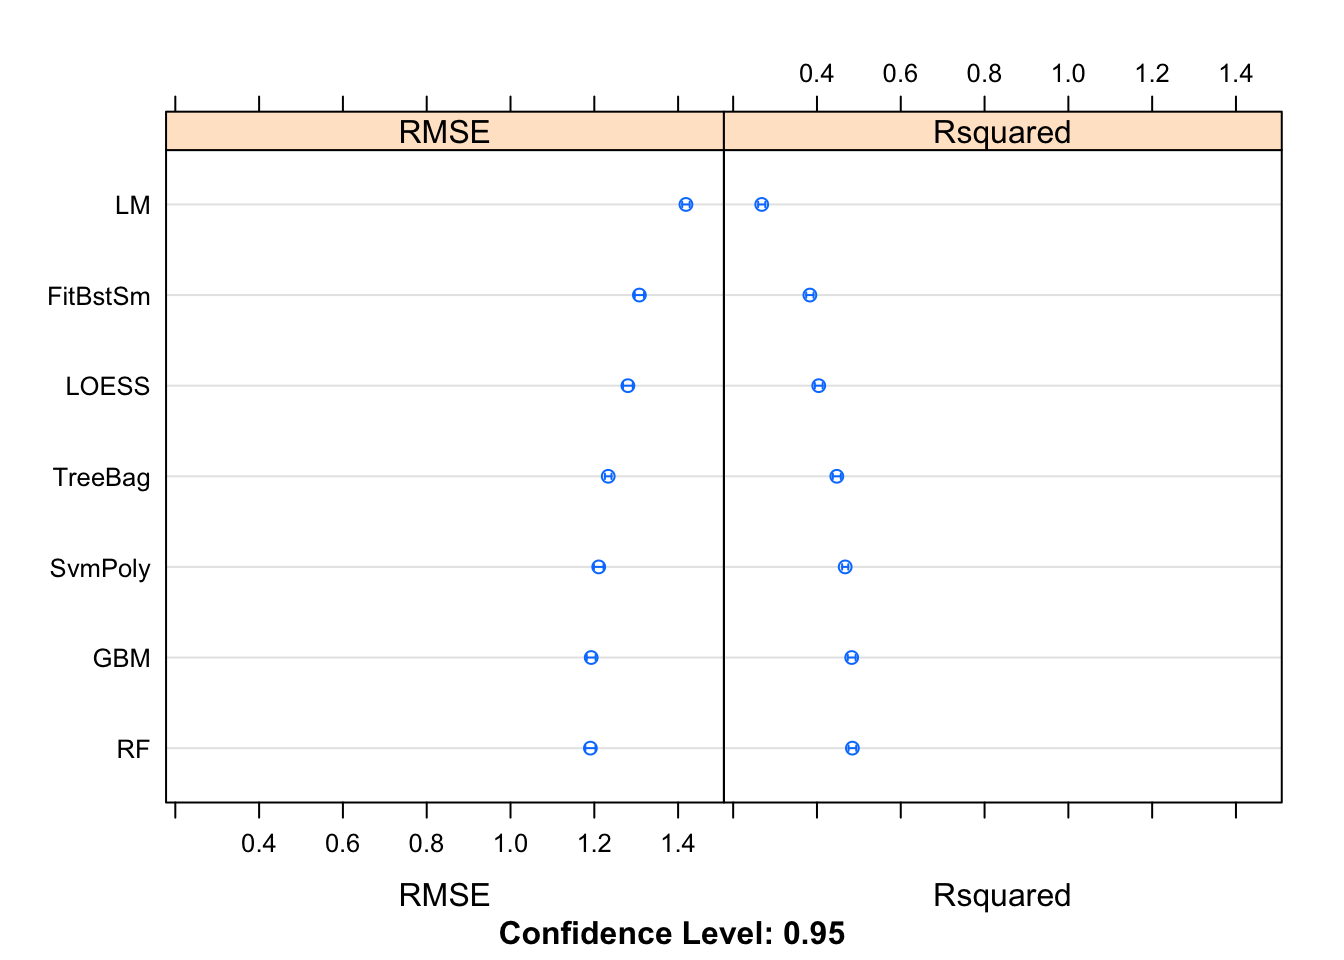 0.4 0.6 0.8 1.0 1.2 1.4
RMSE Rsquared
LM
FitBstSm
LOESS
TreeBag
SvmPoly
GBM
RF
0.4 0.6 0.8 1.0 1.2 1.4
RMSE Rsquared
Confidence Level: 0.95